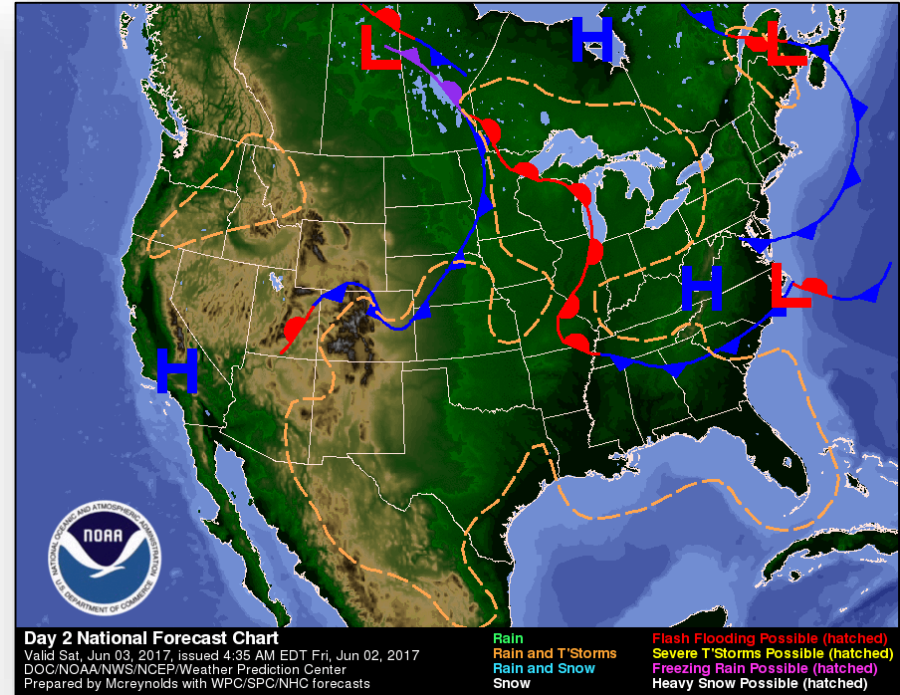 L
H
L
H
L
H
NATIONAL OCEANIC AND ATMOSPHERIC ADMINISTRATION
NOAA
U.S. DEPARTMENT OF COMMERCE
Day 2 National Forecast Chart
Valid Sat, Jun 03, 2017, issued 4:35 AM EDT Fri, Jun 02, 2017
DOC/NOAA/NWS/NCEP/Weather Prediction Center
Prepared by Mcreynolds with WPC/SPC/NHC forecasts
Rain
Rain and T'Storms
Rain and Snow
Snow
Flash Flooding Possible (hatched)
Severe T'Storms Possible (hatched)
Freezing Rain Possible (hatched)
Heavy Snow Possible (hatched)